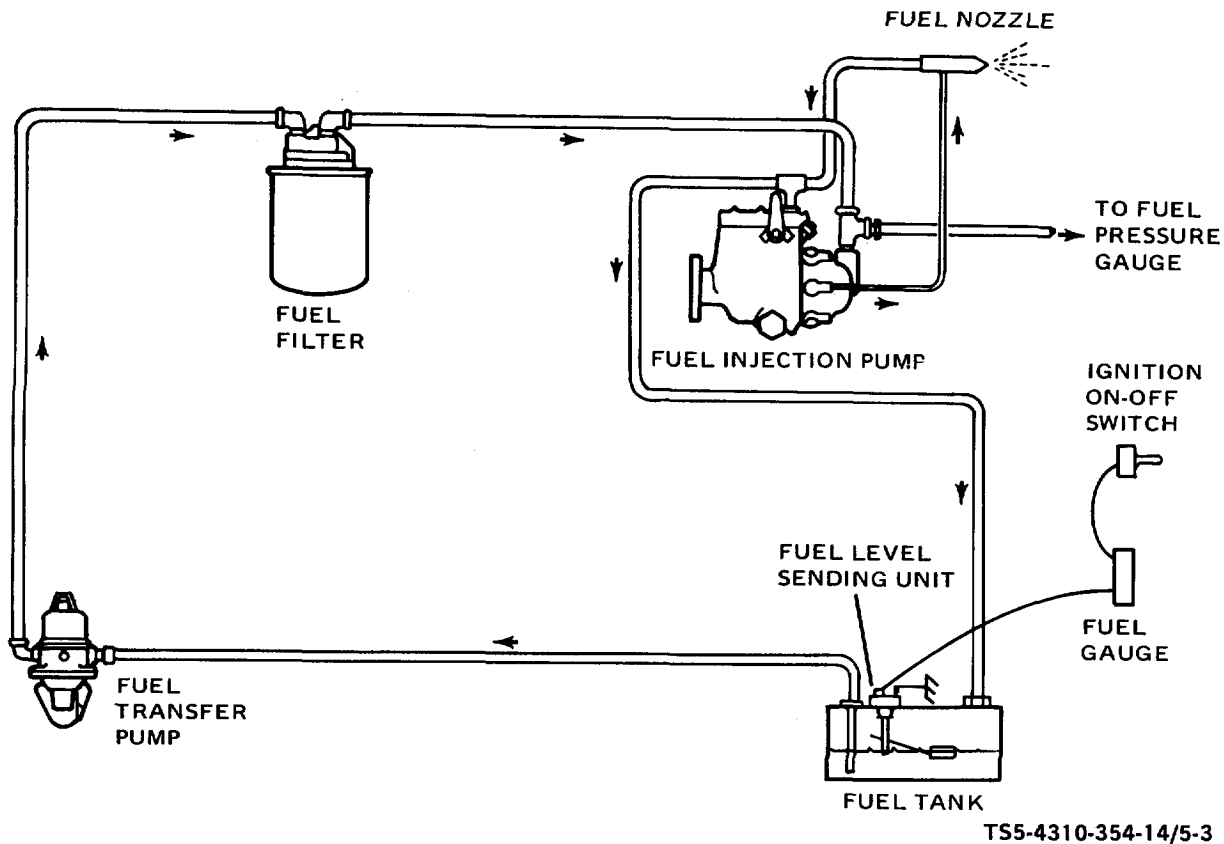 FUEL NOZZLE
TO FUEL
PRESSURE
GAUGE
FUEL
FILTER
FUEL INJECTION PUMP
IGNITION
ON-OFF
SWITCH
FUEL LEVEL
SENDING UNIT
FUEL
GAUGE
FUEL
TRANSFER
PUMP
FUEL TANK
TS5-4310-354-14/5-3